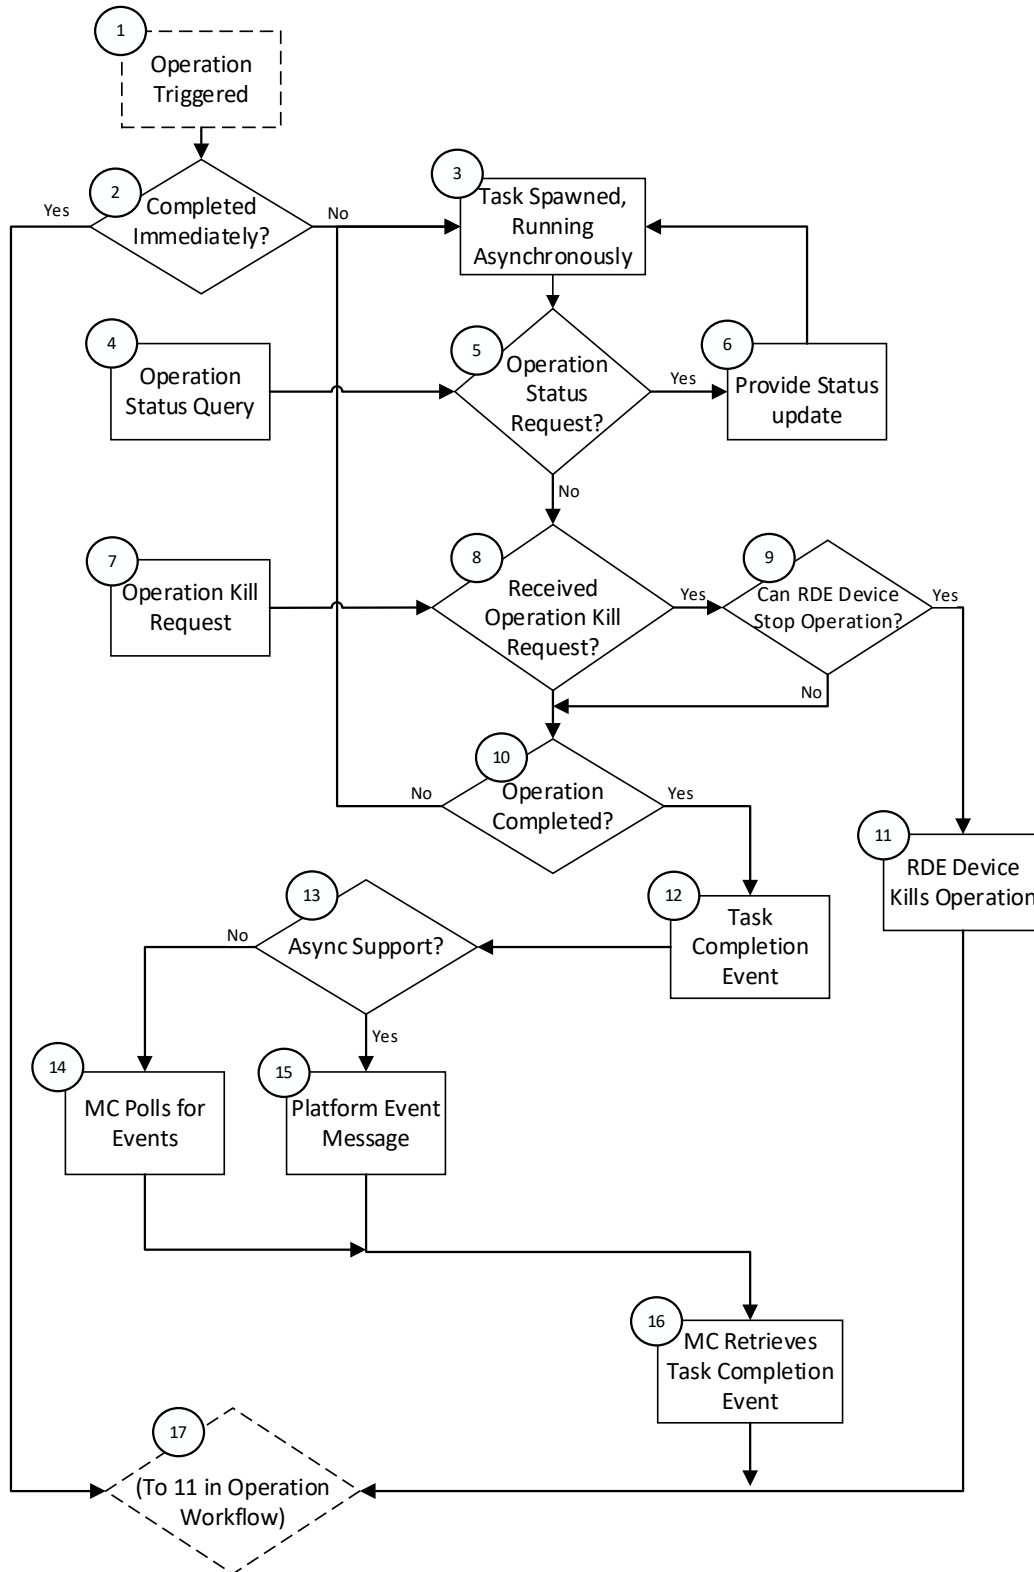 1
Operation
Triggered
2
Completed
Immediately?
Yes
No
3
Task Spawned,
Running
Asynchronously
4
Operation
Status Query
5
Operation
Status
Request?
Yes
No
6
Provide Status
update
7
Operation Kill
Request
8
Received
Operation Kill
Request?
Yes
9
Can RDE Device
Stop Operation?
Yes
No
10
Operation
Completed?
No
Yes
11
RDE Device
Kills Operation
12
Task
Completion
Event
13
Async Support?
No
Yes
14
MC Polls for
Events
15
Platform Event
Message
16
MC Retrieves
Task Completion
Event
17
(To 11 in Operation
Workflow)